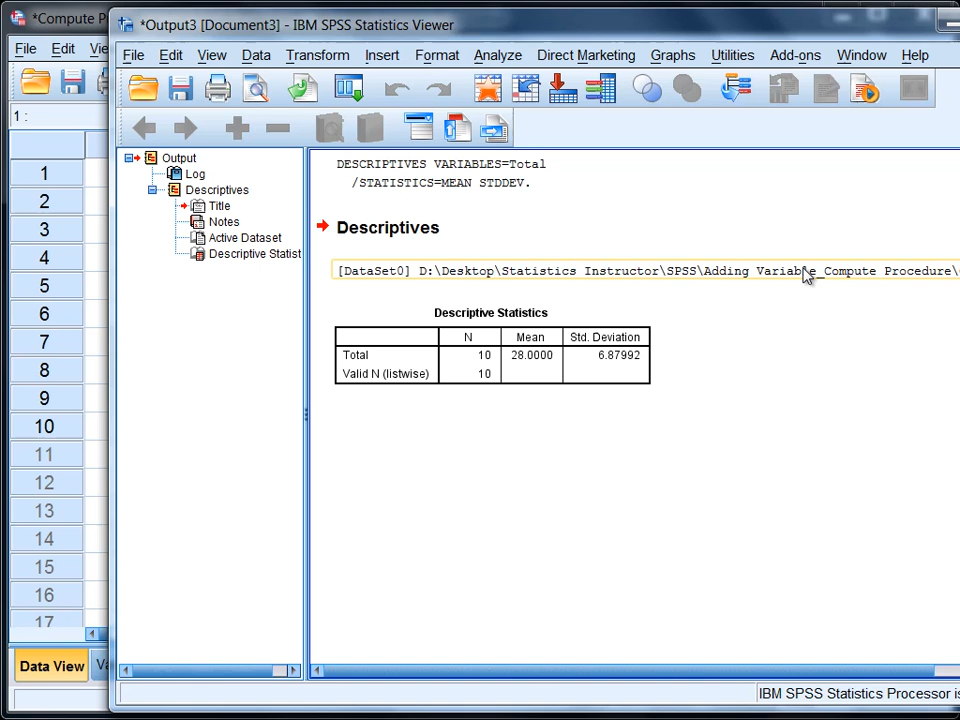 *Compute P
*Output3 [Document3] - IBM SPSS Statistics Viewer
File Edit Vie
File Edit View Data Transform Insert Format Analyze Direct Marketing Graphs Utilities Add-ons Window Help
1 :
1
2
3
4
5
6
7
8
9
10
11
12
13
14
15
16
17
Data View Va
Output
Log
Descriptives
Title
Notes
Active Dataset
Descriptive Statist
DESCRIPTIVES VARIABLES=Total
/STATISTICS=MEAN STDDEV.
Descriptives
[DataSet0] D:\Desktop\Statistics Instructor\SPSS\Adding Variable_Compute Procedure\
Descriptive Statistics
N Mean Std. Deviation
Total 10 28.0000 6.87992
Valid N (listwise) 10
IBM SPSS Statistics Processor is